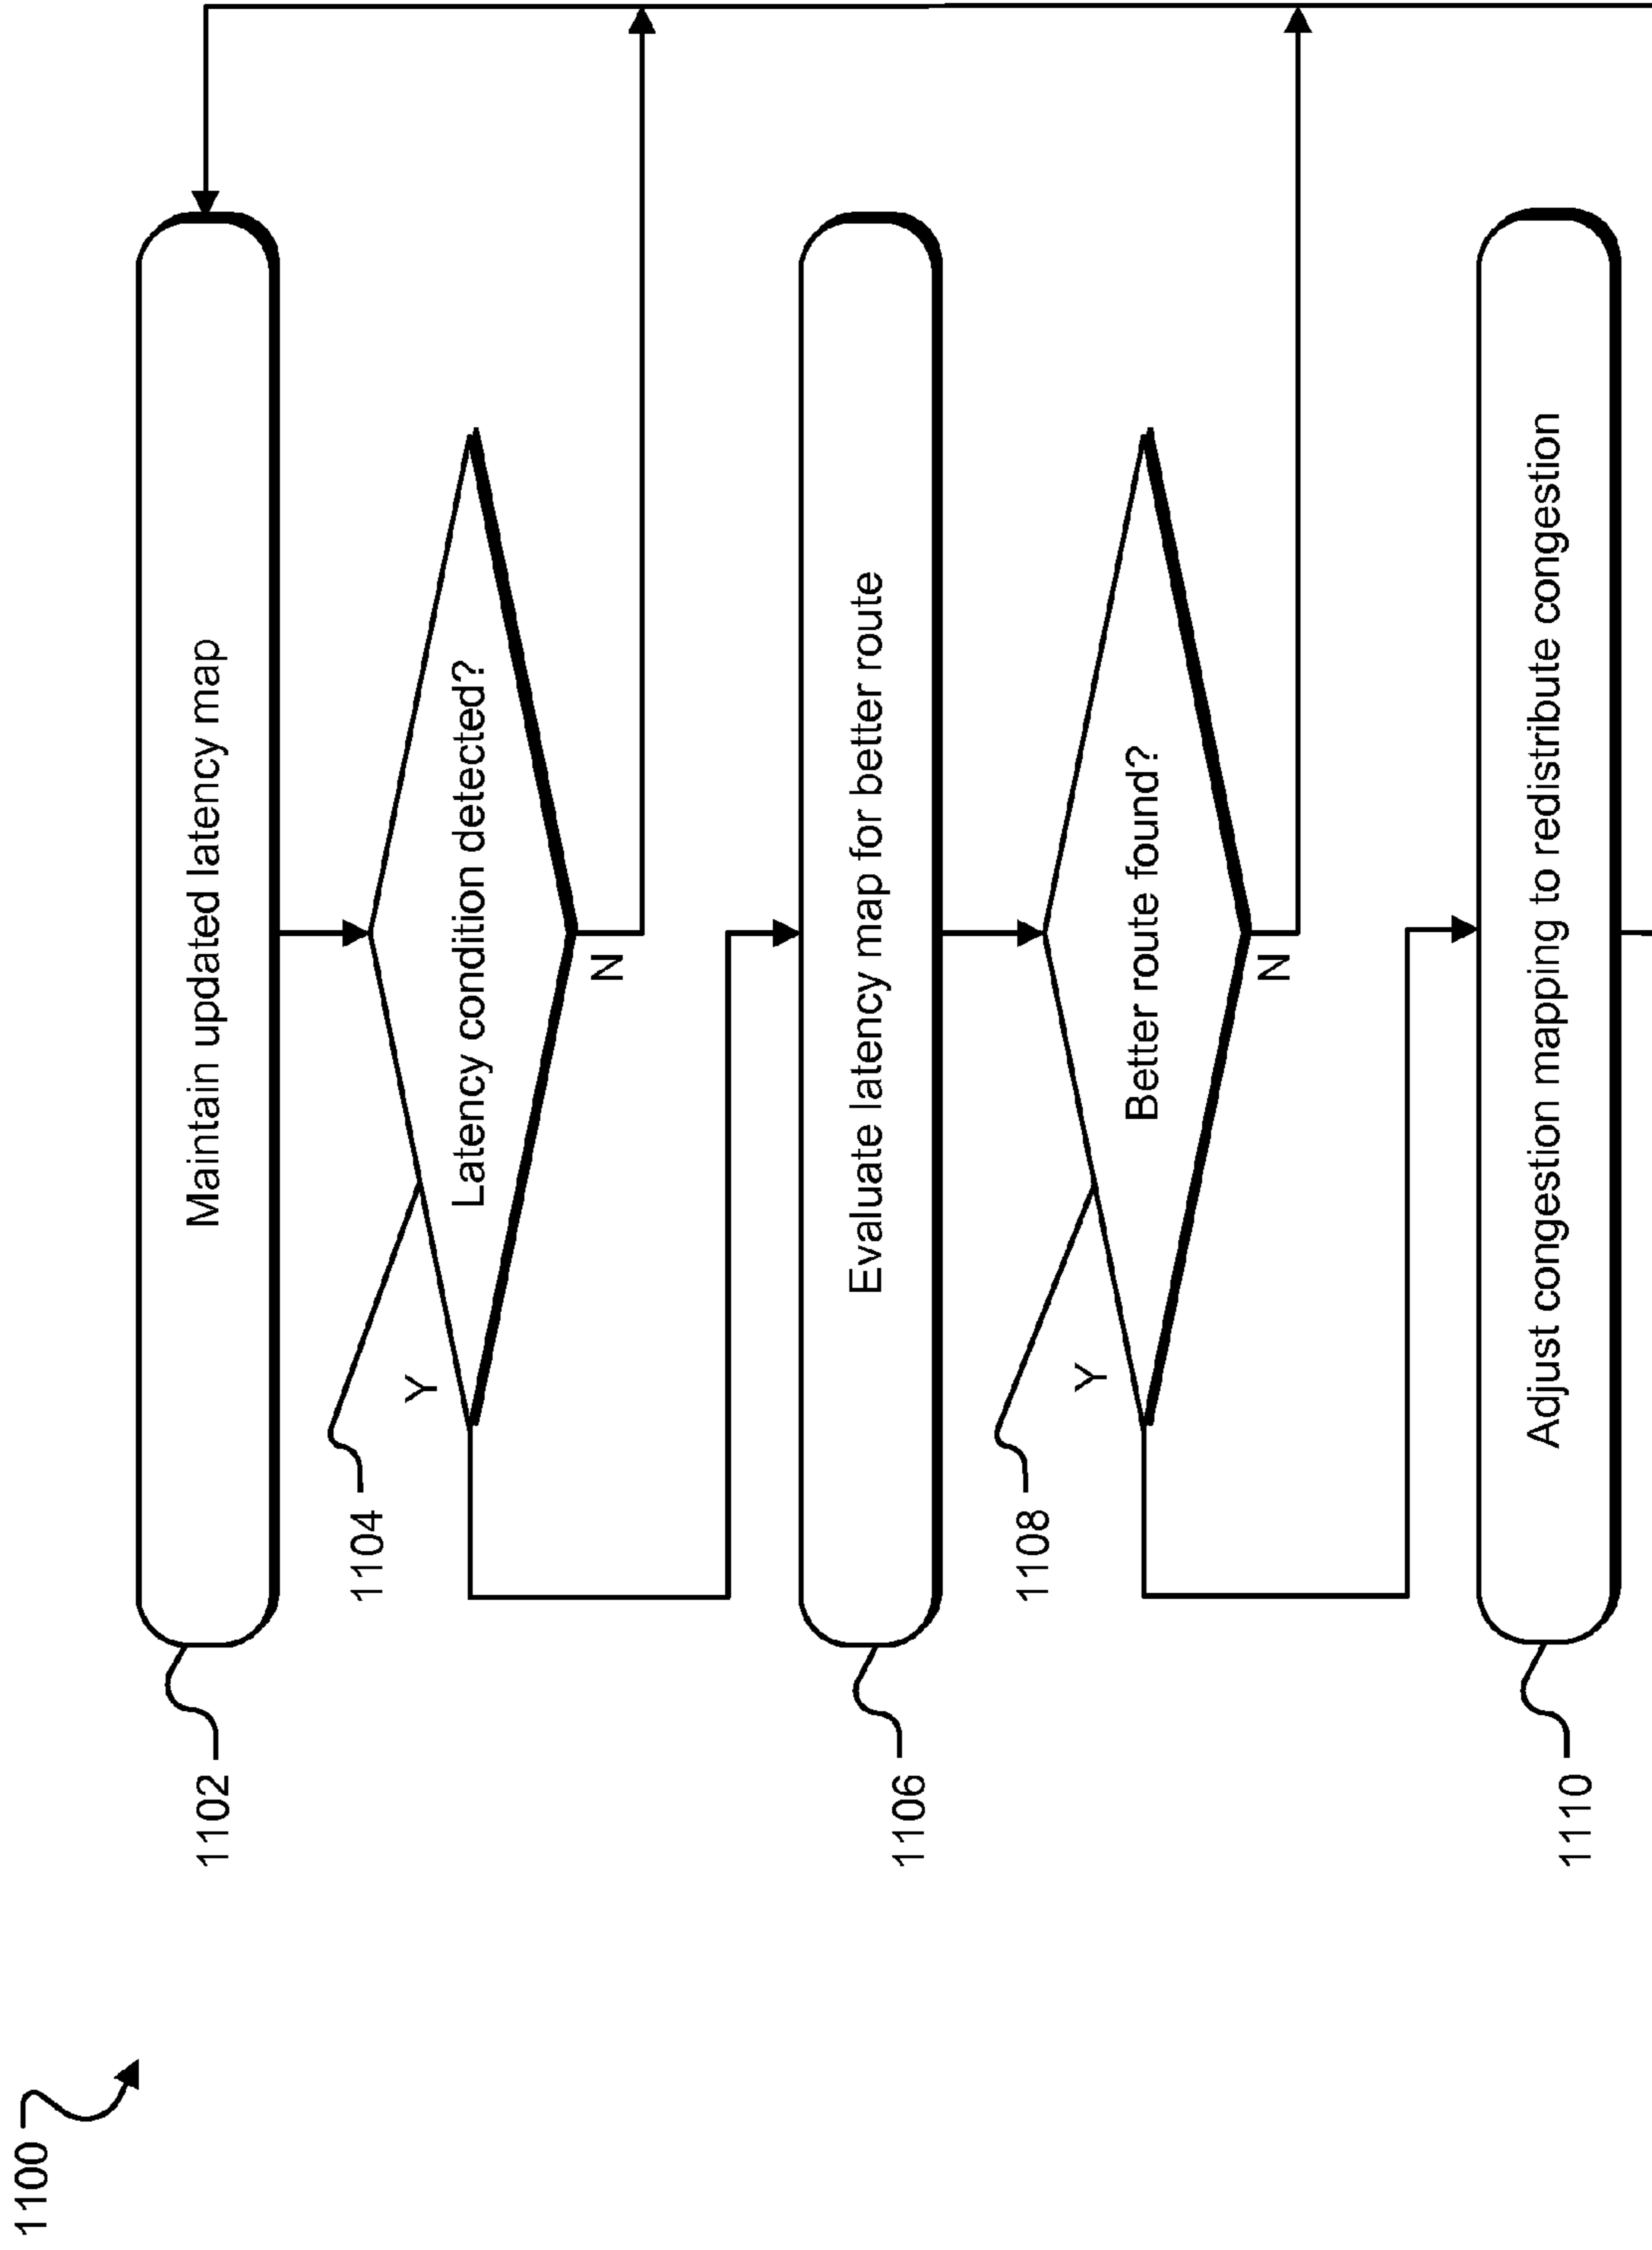 1100
1102
Maintain updated latency map
1104
Y
Latency condition detected?
N
1106
Evaluate latency map for better route
1108
Y
Better route found?
N
1110
Adjust congestion mapping to redistribute congestion